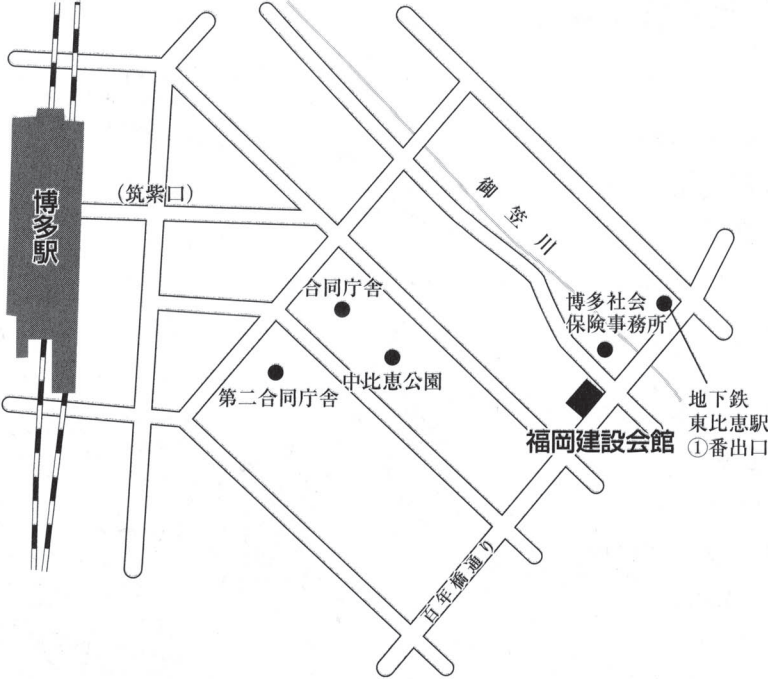 博多駅
(筑紫口)
御笠川
合同庁舎
博多社会
保険事務所
中比恵公園
第二合同庁舎
地下鉄
東比恵駅
①番出口
福岡建設会館
百年橋通り